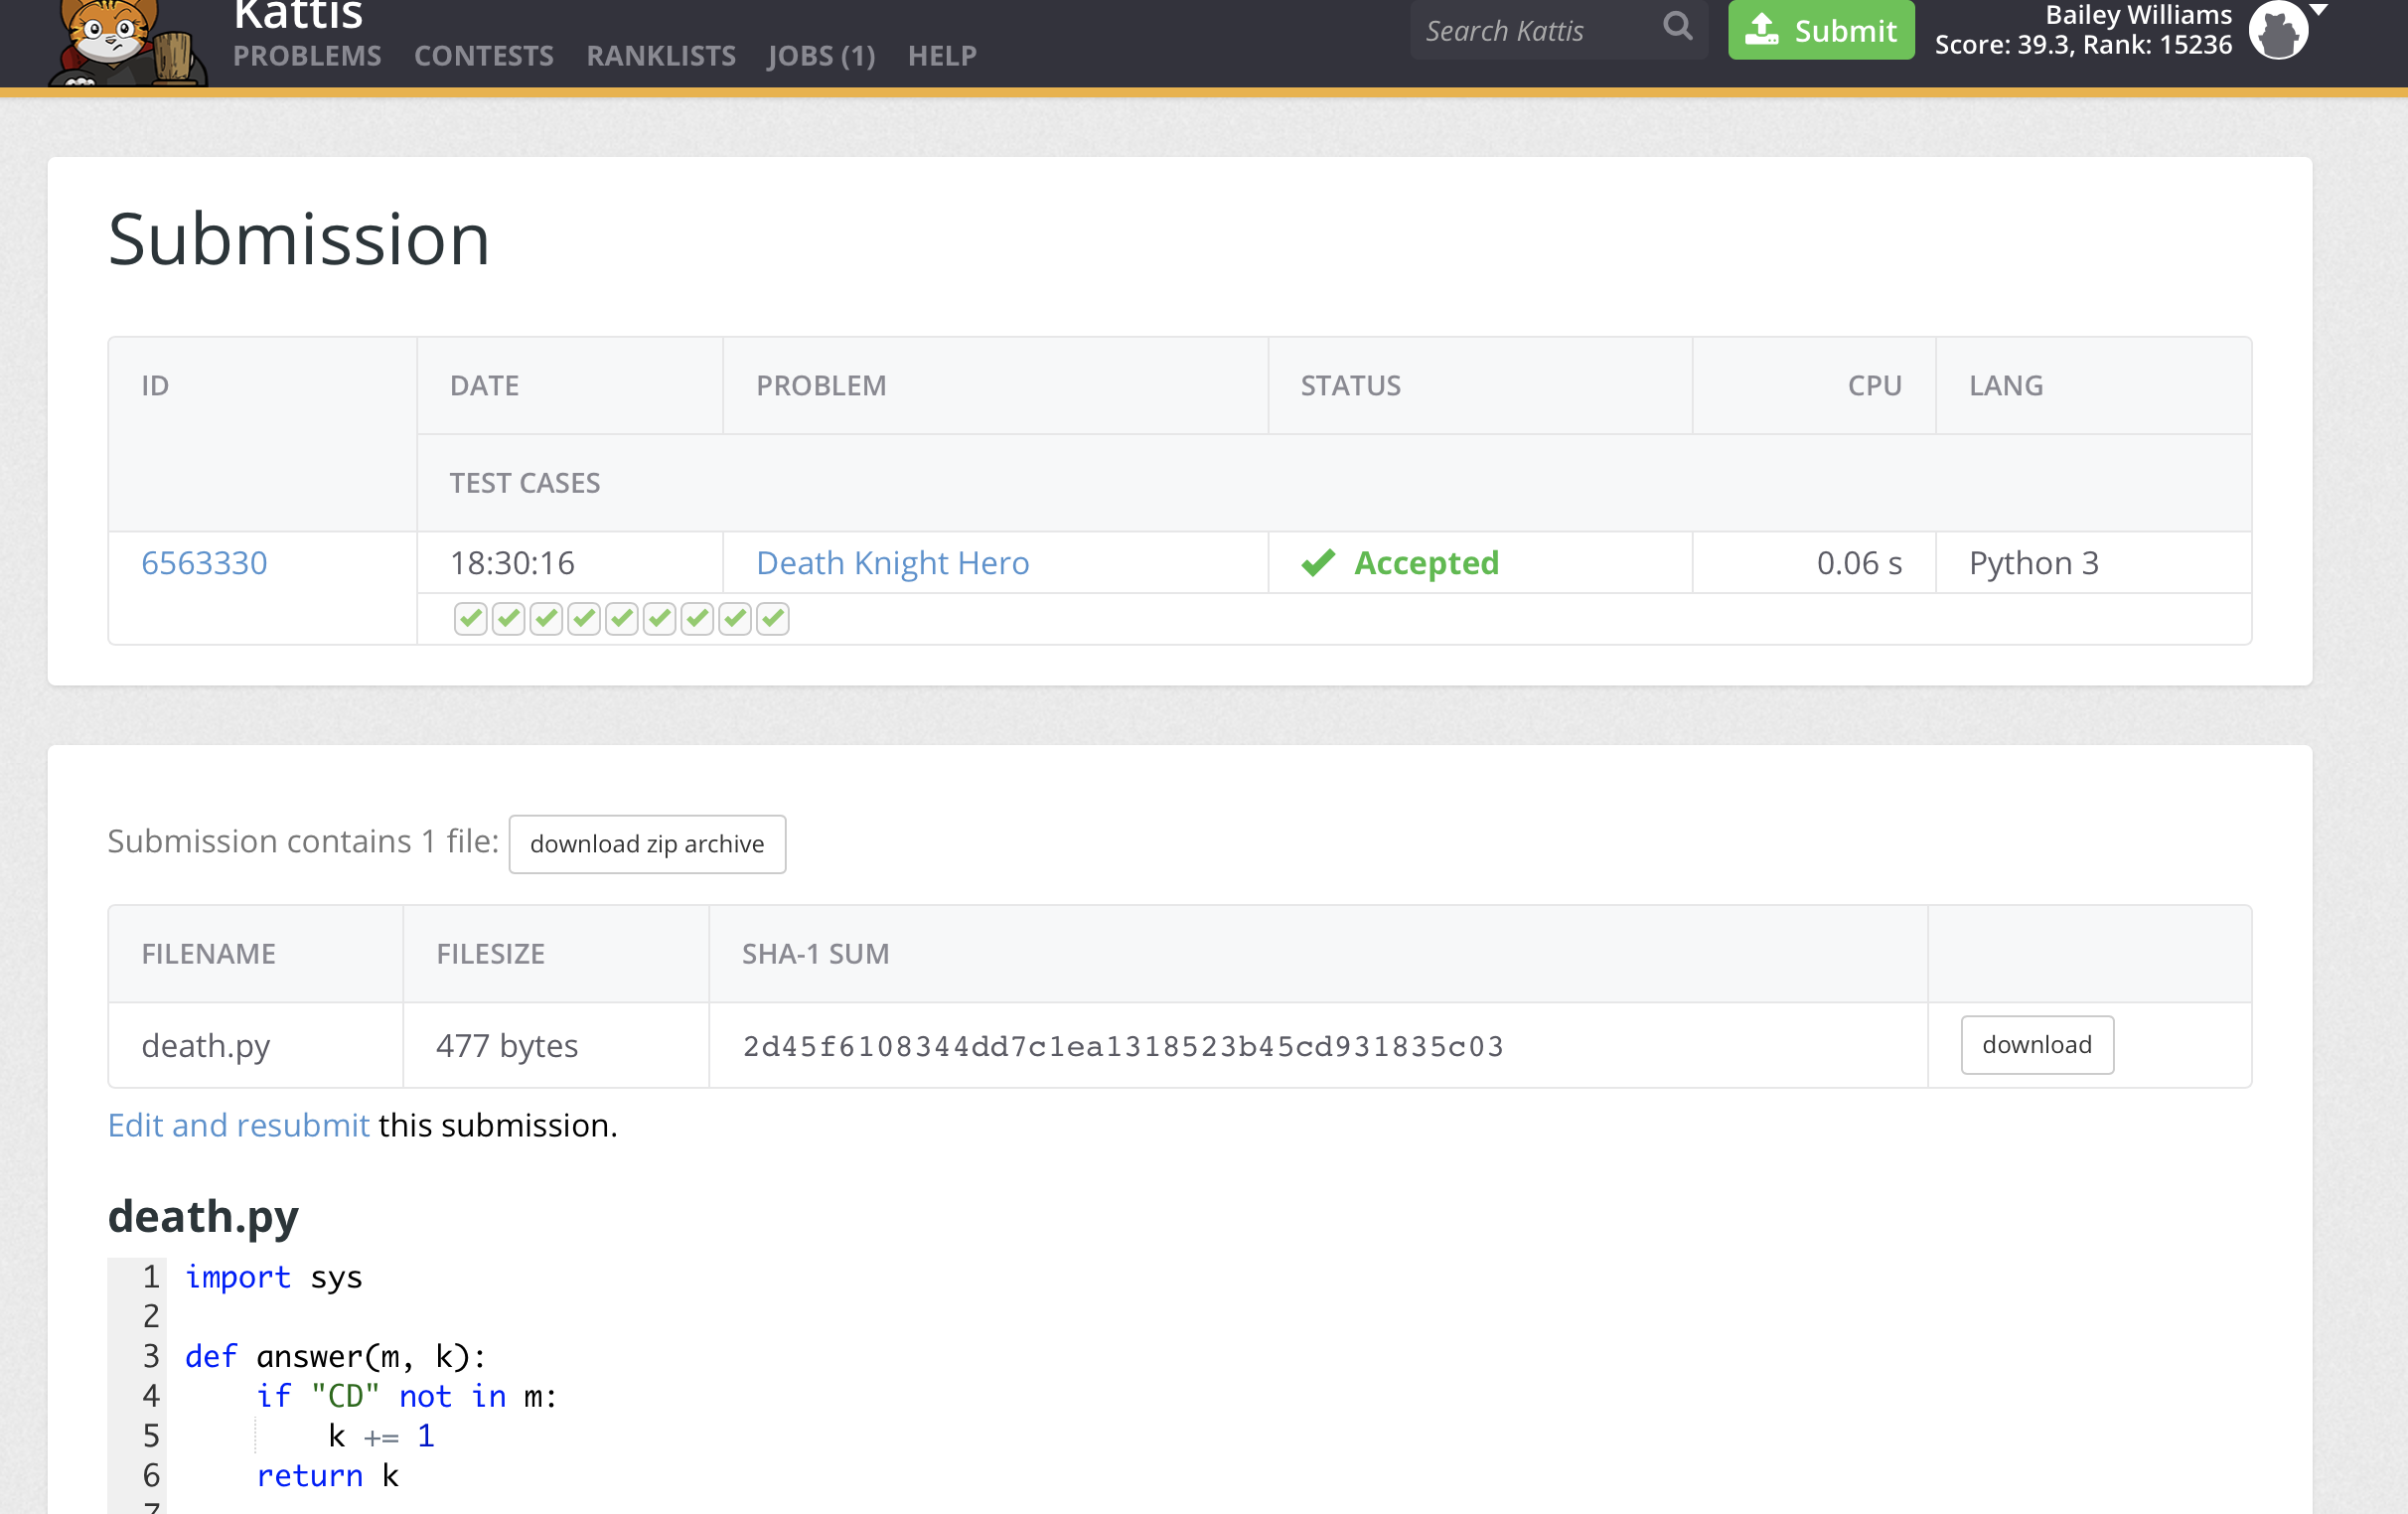 Kattis
PROBLEMS CONTESTS RANKLISTS JOBS (1) HELP
Search Kattis
Submit
Bailey Williams
Score: 39.3, Rank: 15236
Submission
ID DATE PROBLEM STATUS CPU LANG
TEST CASES
6563330 18:30:16 Death Knight Hero Accepted 0.06 s Python 3
Submission contains 1 file: download zip archive
FILENAME FILESIZE SHA-1 SUM
death.py 477 bytes 2d45f6108344dd7c1ea1318523b45cd931835c03 download
Edit and resubmit this submission.
death.py
1 import sys
2
3 def answer(m, k):
4 if "CD" not in m:
5 k += 1
6 return k
7